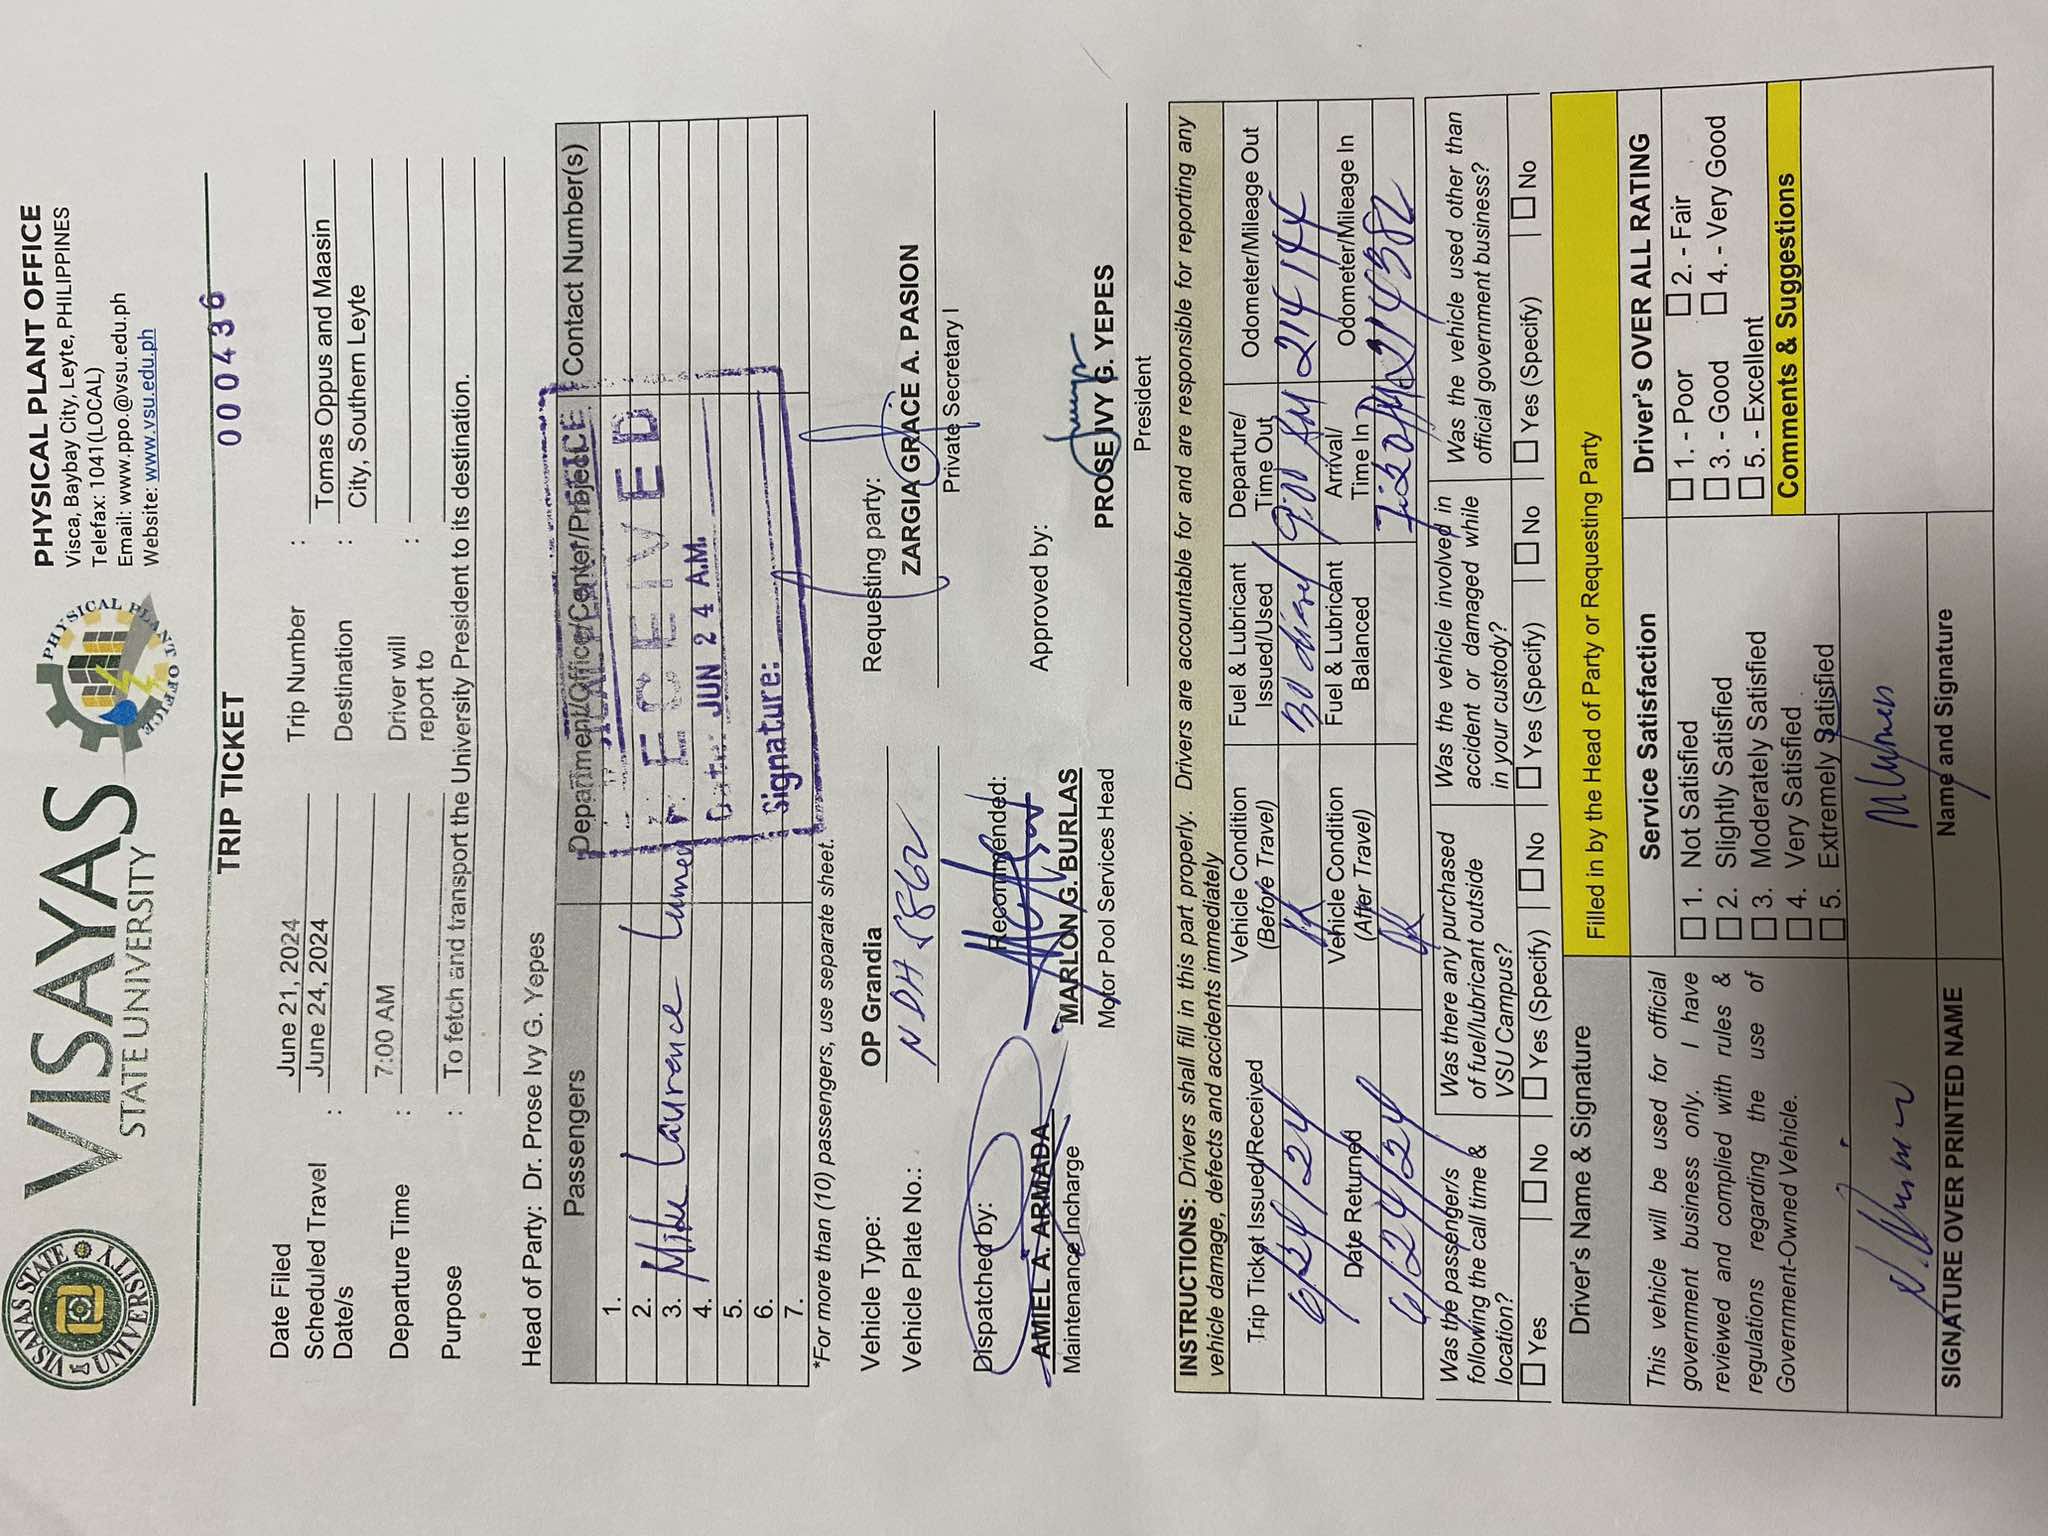 VISAYAS STATE UNIVERSITY
VISAYAS
STATE UNIVERSITY
PHYSICAL PLANT OFFICE
PHYSICAL PLANT OFFICE
Visca, Baybay City, Leyte, PHILIPPINES
Telefax: 1041(LOCAL)
Email: www.ppo.@vsu.edu.ph
Website: www.vsu.edu.ph
TRIP TICKET
000436
Date Filed : June 21, 2024
Scheduled Travel Date/s : June 24, 2024
Departure Time : 7:00 AM
Trip Number :
Destination : Tomas Oppus and Maasin
City, Southern Leyte
Driver will
report to :
Purpose : To fetch and transport the University President to its destination.
Head of Party: Dr. Prose Ivy G. Yepes
Passengers Department/Office/Center/Project Contact Number(s)
1.
2.
3. Mike Laurence Lumen
4.
5.
6.
7.
RECEIVED
JUN 24 A.M.
Signature:
*For more than (10) passengers, use separate sheet.
Vehicle Type: OP Grandia
Vehicle Plate No.: NDH 5862
Requesting party:
ZARGIA GRACE A. PASION
Private Secretary I
Dispatched by:
AMIEL A. ARMADA
Maintenance Incharge
Recommended:
MARLON G. BURLAS
Motor Pool Services Head
Approved by:
PROSE IVY G. YEPES
President
INSTRUCTIONS: Drivers shall fill in this part properly. Drivers are accountable for and are responsible for reporting any
vehicle damage, defects and accidents immediately
Trip Ticket Issued/Received Vehicle Condition (Before Travel) Fuel & Lubricant Issued/Used Departure/ Time Out Odometer/Mileage Out
6/24/24 OK 30 diesel 9:00 AM 214144
Date Returned Vehicle Condition (After Travel) Fuel & Lubricant Balanced Arrival/ Time In Odometer/Mileage In
6/24/24 OK 7:20 PM 214382
Was the passenger/s
following the call time &
location?
Yes No
Was there any purchased
of fuel/lubricant outside
VSU Campus?
Yes (Specify) No
Was the vehicle involved in
accident or damaged while
in your custody?
Yes (Specify) No
Was the vehicle used other than
official government business?
Yes (Specify) No
Driver's Name & Signature
Filled in by the Head of Party or Requesting Party
This vehicle will be used for official
government business only. I have
reviewed and complied with rules &
regulations regarding the use of
Government-Owned Vehicle.
SIGNATURE OVER PRINTED NAME
Service Satisfaction
1. Not Satisfied
2. Slightly Satisfied
3. Moderately Satisfied
4. Very Satisfied
5. Extremely Satisfied
Name and Signature
Driver's OVER ALL RATING
1. - Poor 2. - Fair
3. - Good 4. - Very Good
5. - Excellent
Comments & Suggestions